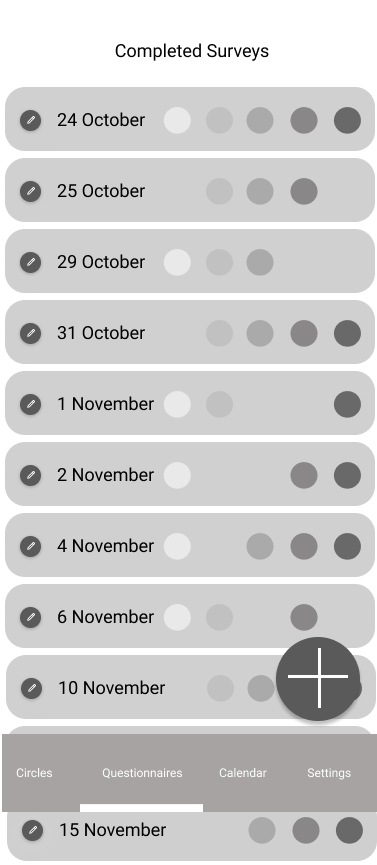 Completed Surveys
24 October
25 October
29 October
31 October
1 November
2 November
4 November
6 November
10 November
Circles Questionnaires Calendar Settings
15 November